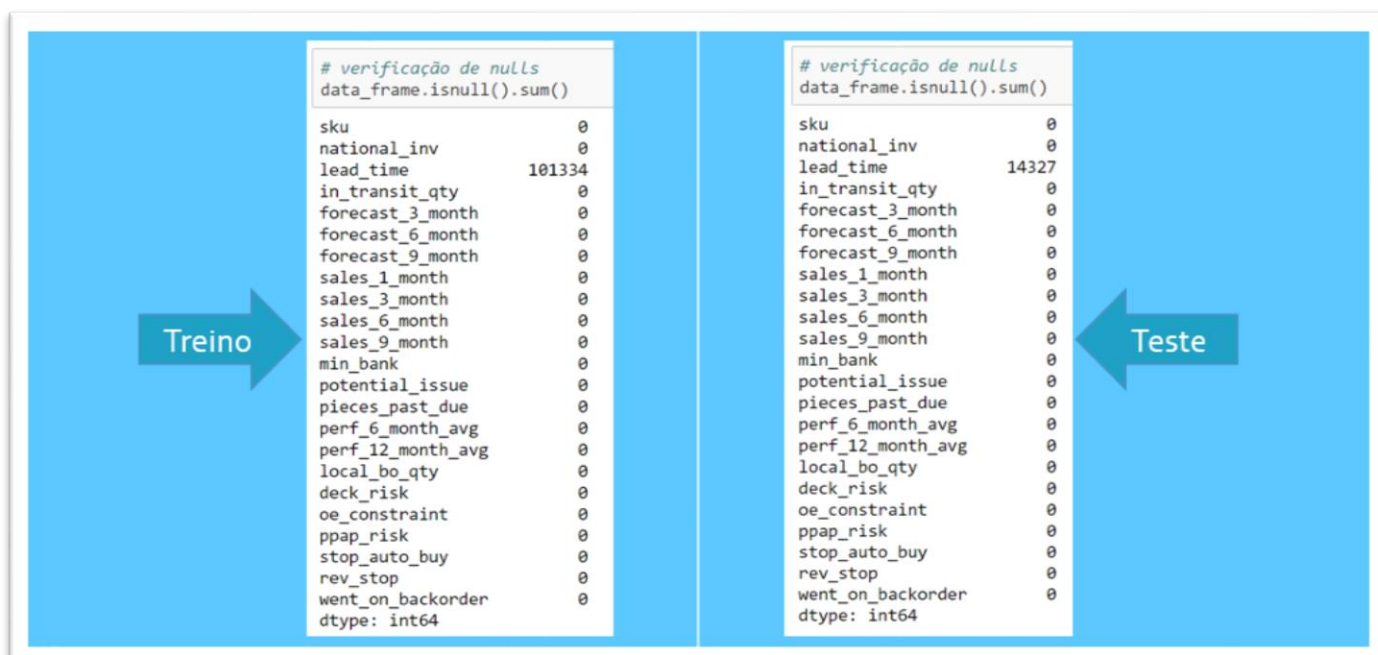 # verificação de nulls
data_frame.isnull().sum()
sku 0
national_inv 0
lead_time 101334
in_transit_qty 0
forecast_3_month 0
forecast_6_month 0
forecast_9_month 0
sales_1_month 0
sales_3_month 0
sales_6_month 0
sales_9_month 0
min_bank 0
potential_issue 0
pieces_past_due 0
perf_6_month_avg 0
perf_12_month_avg 0
local_bo_qty 0
deck_risk 0
oe_constraint 0
ppap_risk 0
stop_auto_buy 0
rev_stop 0
went_on_backorder 0
dtype: int64
Treino
# verificação de nulls
data_frame.isnull().sum()
sku 0
national_inv 0
lead_time 14327
in_transit_qty 0
forecast_3_month 0
forecast_6_month 0
forecast_9_month 0
sales_1_month 0
sales_3_month 0
sales_6_month 0
sales_9_month 0
min_bank 0
potential_issue 0
pieces_past_due 0
perf_6_month_avg 0
perf_12_month_avg 0
local_bo_qty 0
deck_risk 0
oe_constraint 0
ppap_risk 0
stop_auto_buy 0
rev_stop 0
went_on_backorder 0
dtype: int64
Teste